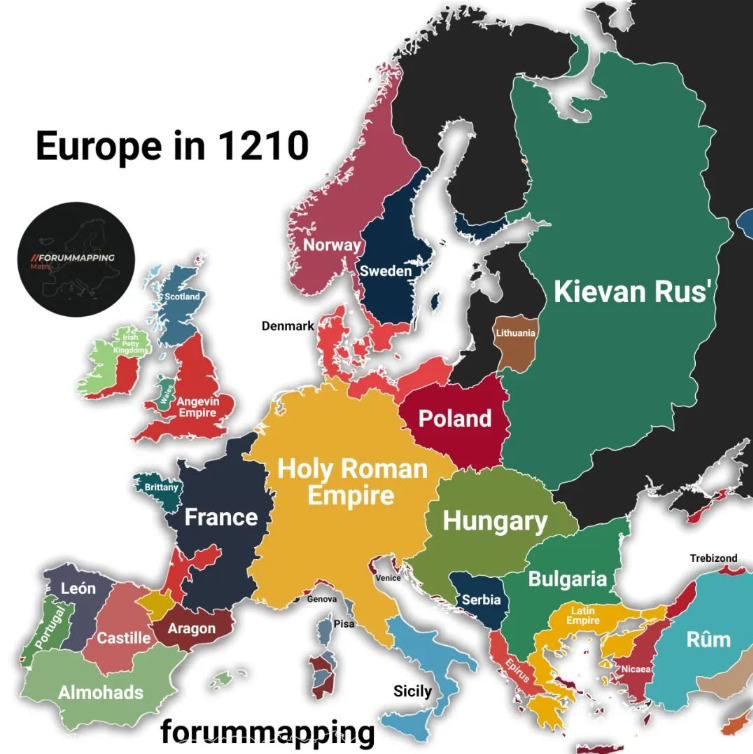 Europe in 1210
//FORUMMAPPING
Maps
Norway
Sweden
Kievan Rus'
Scotland
Denmark
Lithuania
Irish
Petty
Kingdoms
Wales
Angevin
Empire
Poland
Holy Roman
Empire
Brittany
France
Hungary
Trebizond
Venice
León
Bulgaria
Genova
Serbia
Portugal
Latin
Empire
Pisa
Castille
Aragon
Rûm
Epirus
Nicaea
Almohads
Sicily
forummapping